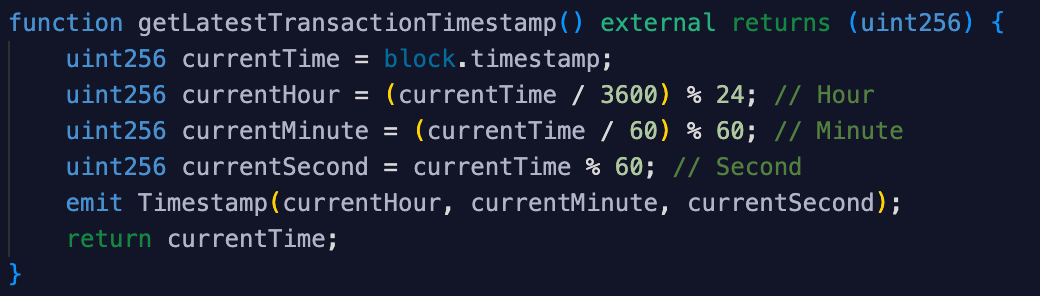 function getLatestTransactionTimestamp() external returns (uint256) {
    uint256 currentTime = block.timestamp;
    uint256 currentHour = (currentTime / 3600) % 24; // Hour
    uint256 currentMinute = (currentTime / 60) % 60; // Minute
    uint256 currentSecond = currentTime % 60; // Second
    emit Timestamp(currentHour, currentMinute, currentSecond);
    return currentTime;
}